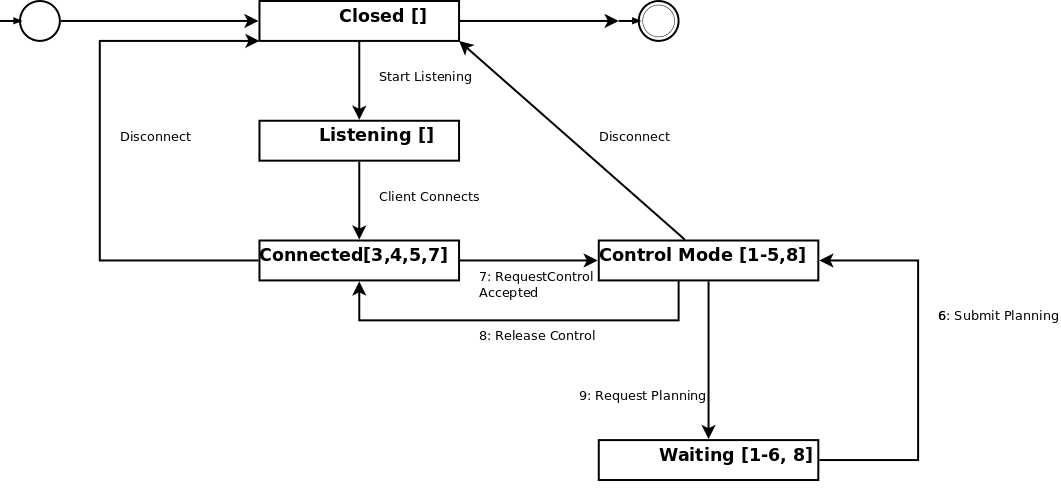 Closed []
Start Listening
Listening []
Disconnect
Disconnect
Client Connects
Connected[3,4,5,7]
Control Mode [1-5,8]
7: RequestControl
Accepted
6: Submit Planning
8: Release Control
9: Request Planning
Waiting [1-6, 8]